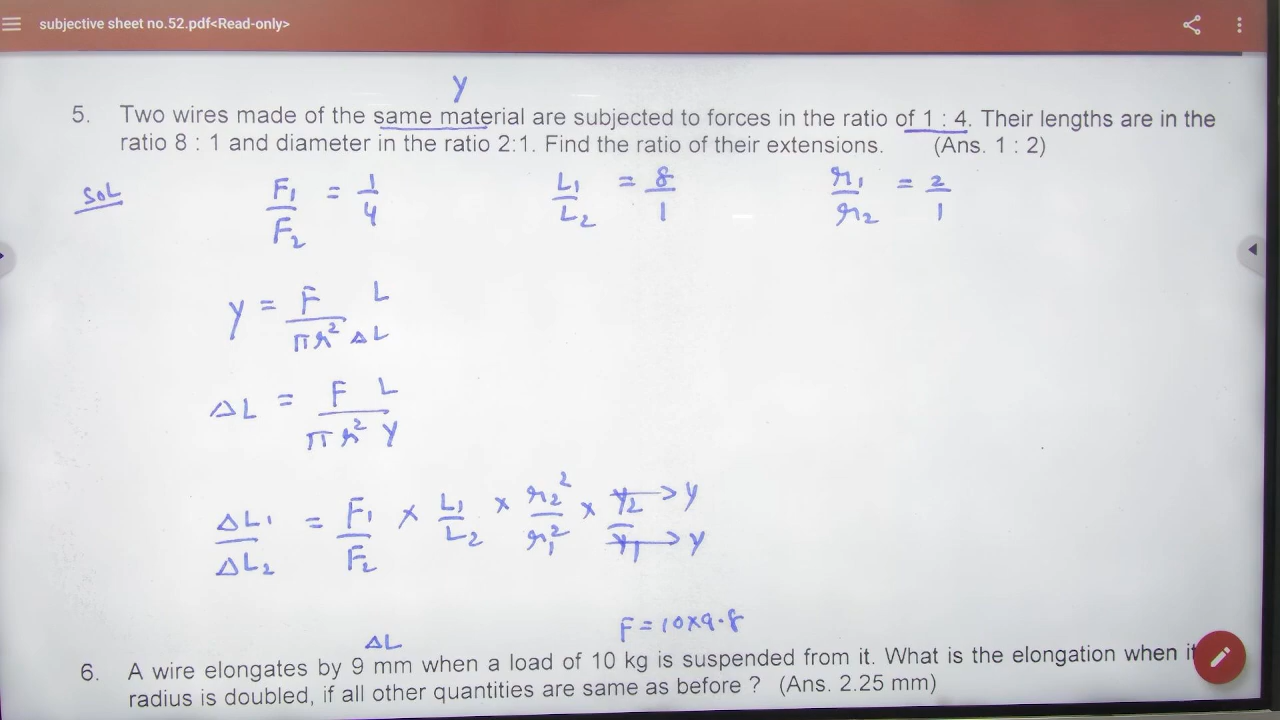 subjective sheet no.52.pdf<Read-only>
Y
5. Two wires made of the same material are subjected to forces in the ratio of 1 : 4. Their lengths are in the
ratio 8 : 1 and diameter in the ratio 2:1. Find the ratio of their extensions. (Ans. 1 : 2)
Sol F₁/F₂ = 1/4 L₁/L₂ = 8/1 r₁/r₂ = 2/1
Y = F L / πr² ΔL
ΔL = F L / πr² Y
ΔL₁/ΔL₂ = F₁/F₂ × L₁/L₂ × r₂²/r₁² × Y₂/Y₁ → Y → Y
F = 10×9.8
ΔL
6. A wire elongates by 9 mm when a load of 10 kg is suspended from it. What is the elongation when it
radius is doubled, if all other quantities are same as before ? (Ans. 2.25 mm)